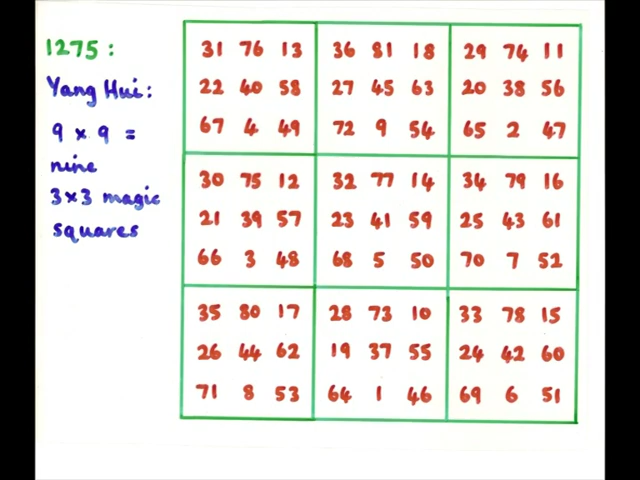 1275:
Yang Hui:
9 x 9 =
nine
3x3 magic
squares
31 76 13 36 81 18 29 74 11
22 40 58 27 45 63 20 38 56
67 4 49 72 9 54 65 2 47
30 75 12 32 77 14 34 79 16
21 39 57 23 41 59 25 43 61
66 3 48 68 5 50 70 7 52
35 80 17 28 73 10 33 78 15
26 44 62 19 37 55 24 42 60
71 8 53 64 1 46 69 6 51